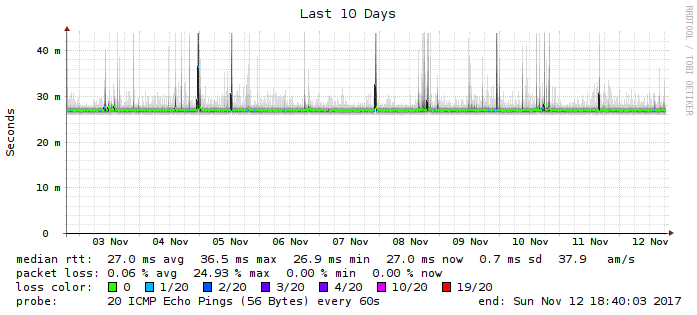 Last 10 Days
RRDTOOL / TOBI OETIKER
Seconds
40 m
30 m
20 m
10 m
0
03 Nov 04 Nov 05 Nov 06 Nov 07 Nov 08 Nov 09 Nov 10 Nov 11 Nov 12 Nov
median rtt: 27.0 ms avg 36.5 ms max 26.9 ms min 27.0 ms now 0.7 ms sd 37.9 am/s
packet loss: 0.06 % avg 24.93 % max 0.00 % min 0.00 % now
loss color: 0 1/20 2/20 3/20 4/20 10/20 19/20
probe: 20 ICMP Echo Pings (56 Bytes) every 60s end: Sun Nov 12 18:40:03 2017